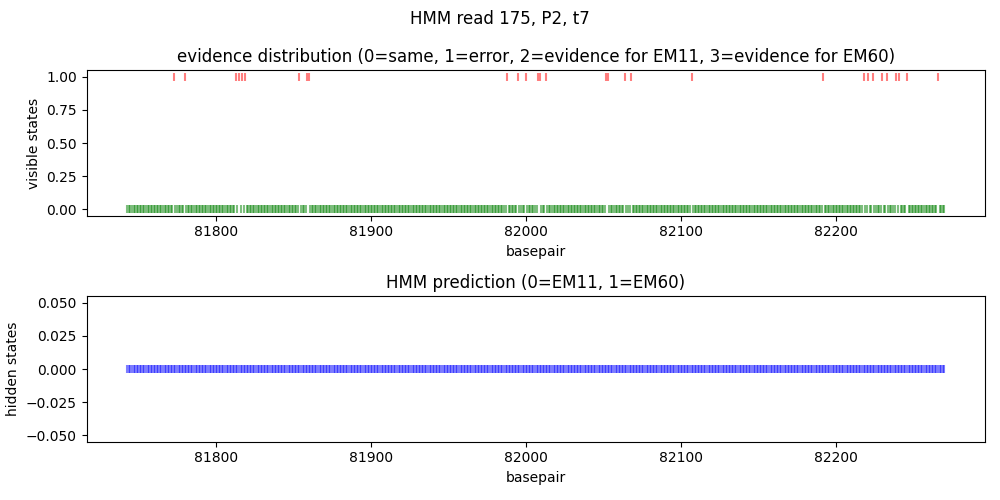 HMM read 175, P2, t7
evidence distribution (0=same, 1=error, 2=evidence for EM11, 3=evidence for EM60)
visible states
1.00
0.75
0.50
0.25
0.00
81800 81900 82000 82100 82200
basepair
HMM prediction (0=EM11, 1=EM60)
hidden states
0.050
0.025
0.000
−0.025
−0.050
81800 81900 82000 82100 82200
basepair